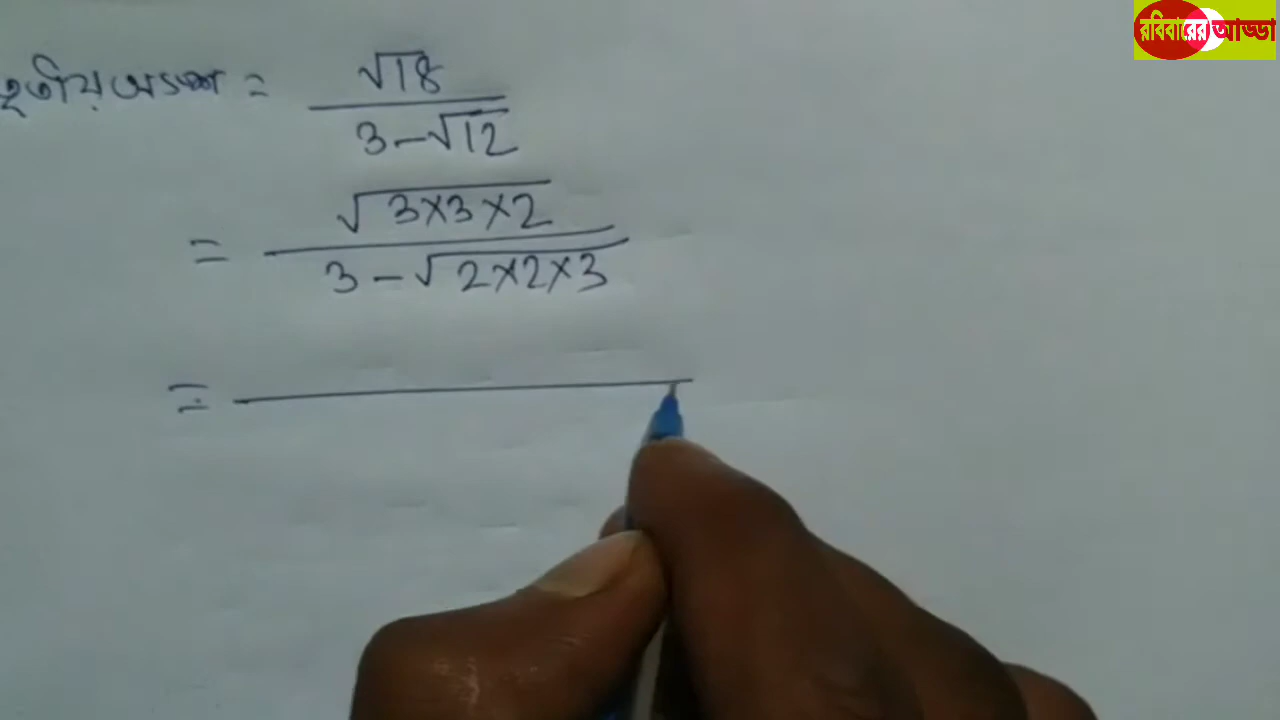 রবিবারের আড্ডা
তৃতীয় অংশ = √18 / (3-√12)
= √(3×3×2) / (3-√(2×2×3))
=